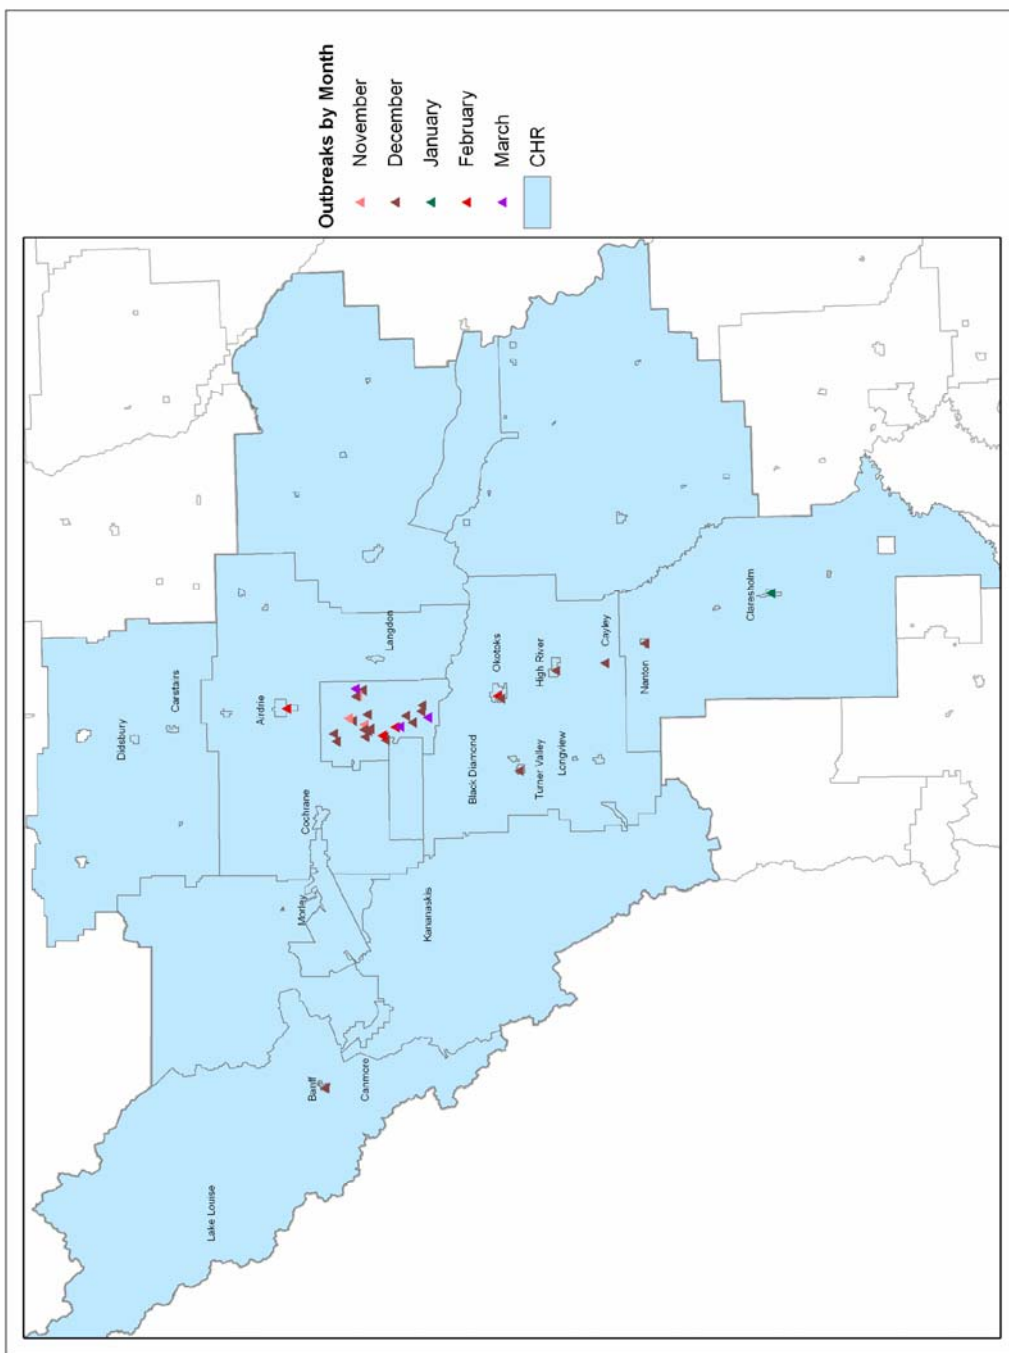 Outbreaks by Month
November
December
January
February
March
CHR
Didsbury
Carstairs
Airdrie
Cochrane
Morley
Langdon
Banff
Canmore
Lake Louise
Kananaskis
Black Diamond
Okotoks
Turner Valley
High River
Longview
Cayley
Nanton
Claresholm